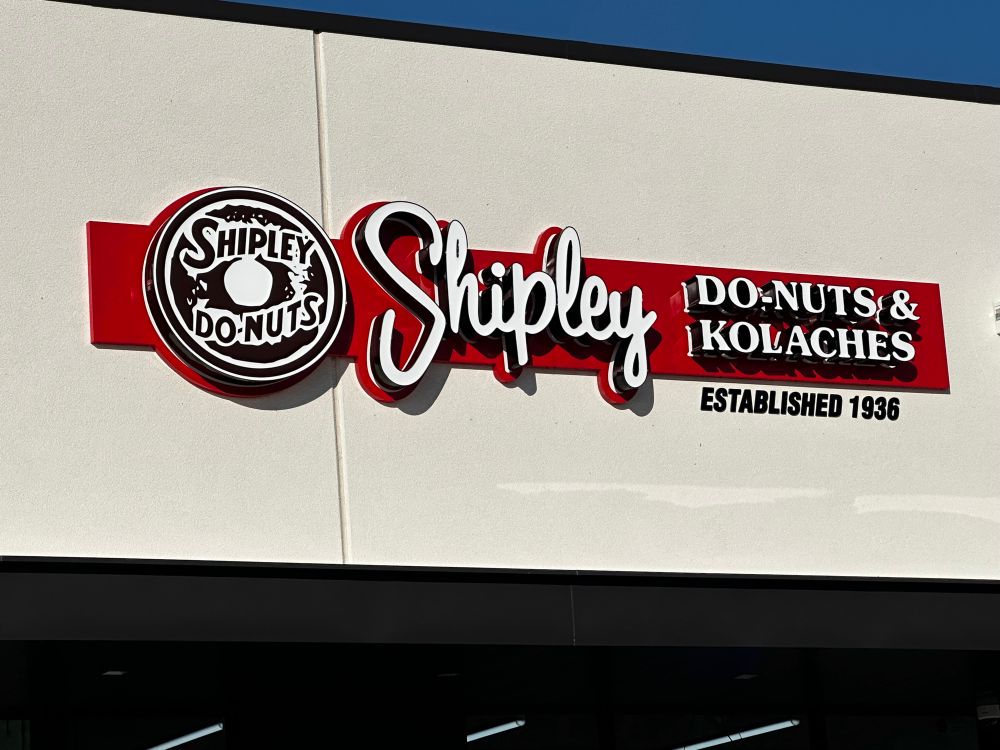 SHIPLEY
DO-NUTS
Shipley
DO-NUTS &
KOLACHES
ESTABLISHED 1936